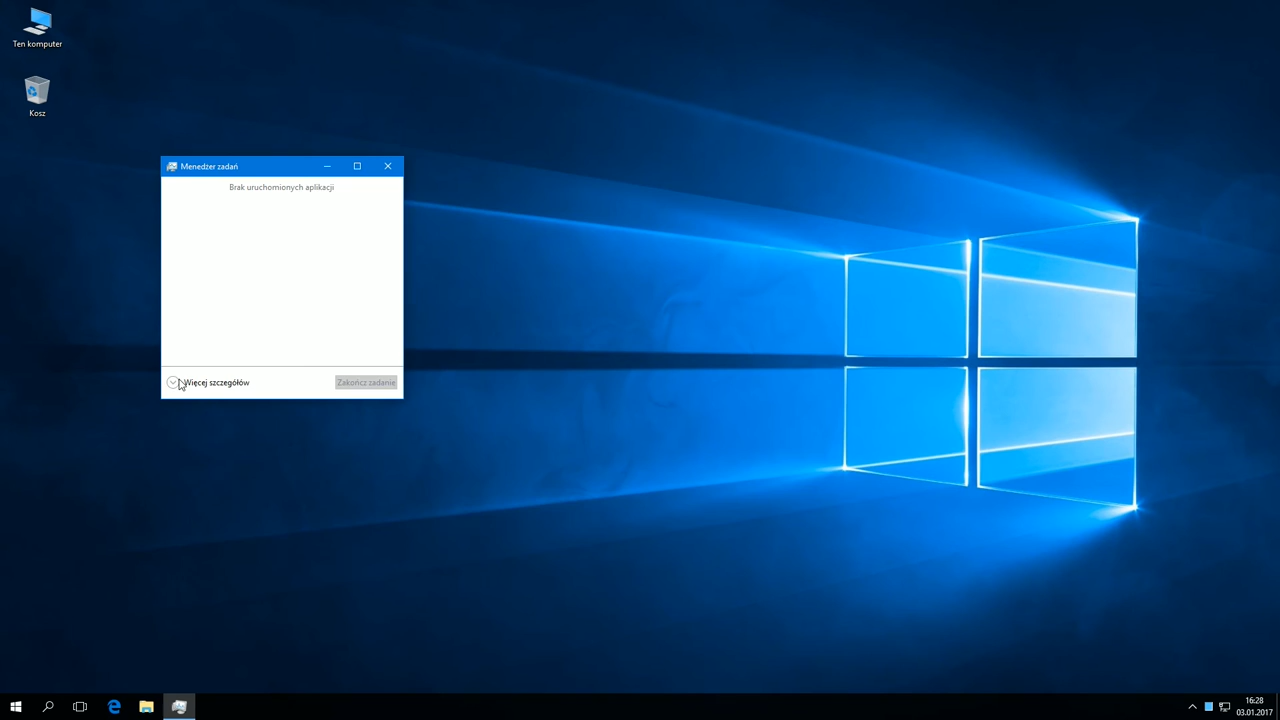 Ten komputer
Kosz
Menedżer zadań
Brak uruchomionych aplikacji
Więcej szczegółów
Zakończ zadanie
16:28
03.01.2017